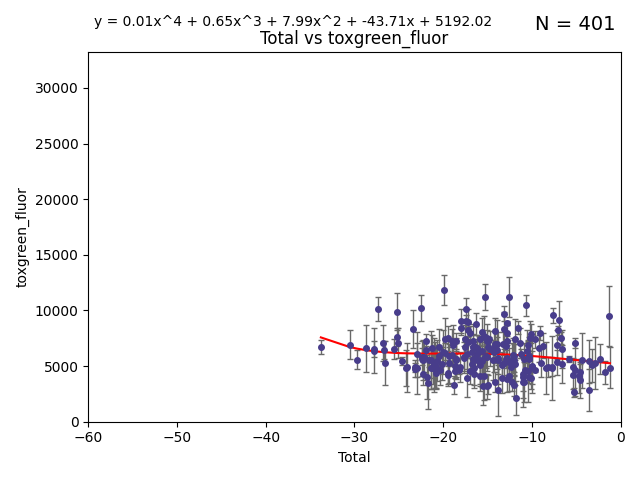 y = 0.01x^4 + 0.65x^3 + 7.99x^2 + -43.71x + 5192.02
N = 401
Total vs toxgreen_fluor
30000
25000
20000
15000
10000
5000
0
toxgreen_fluor
−60
−50
−40
−30
−20
−10
0
Total